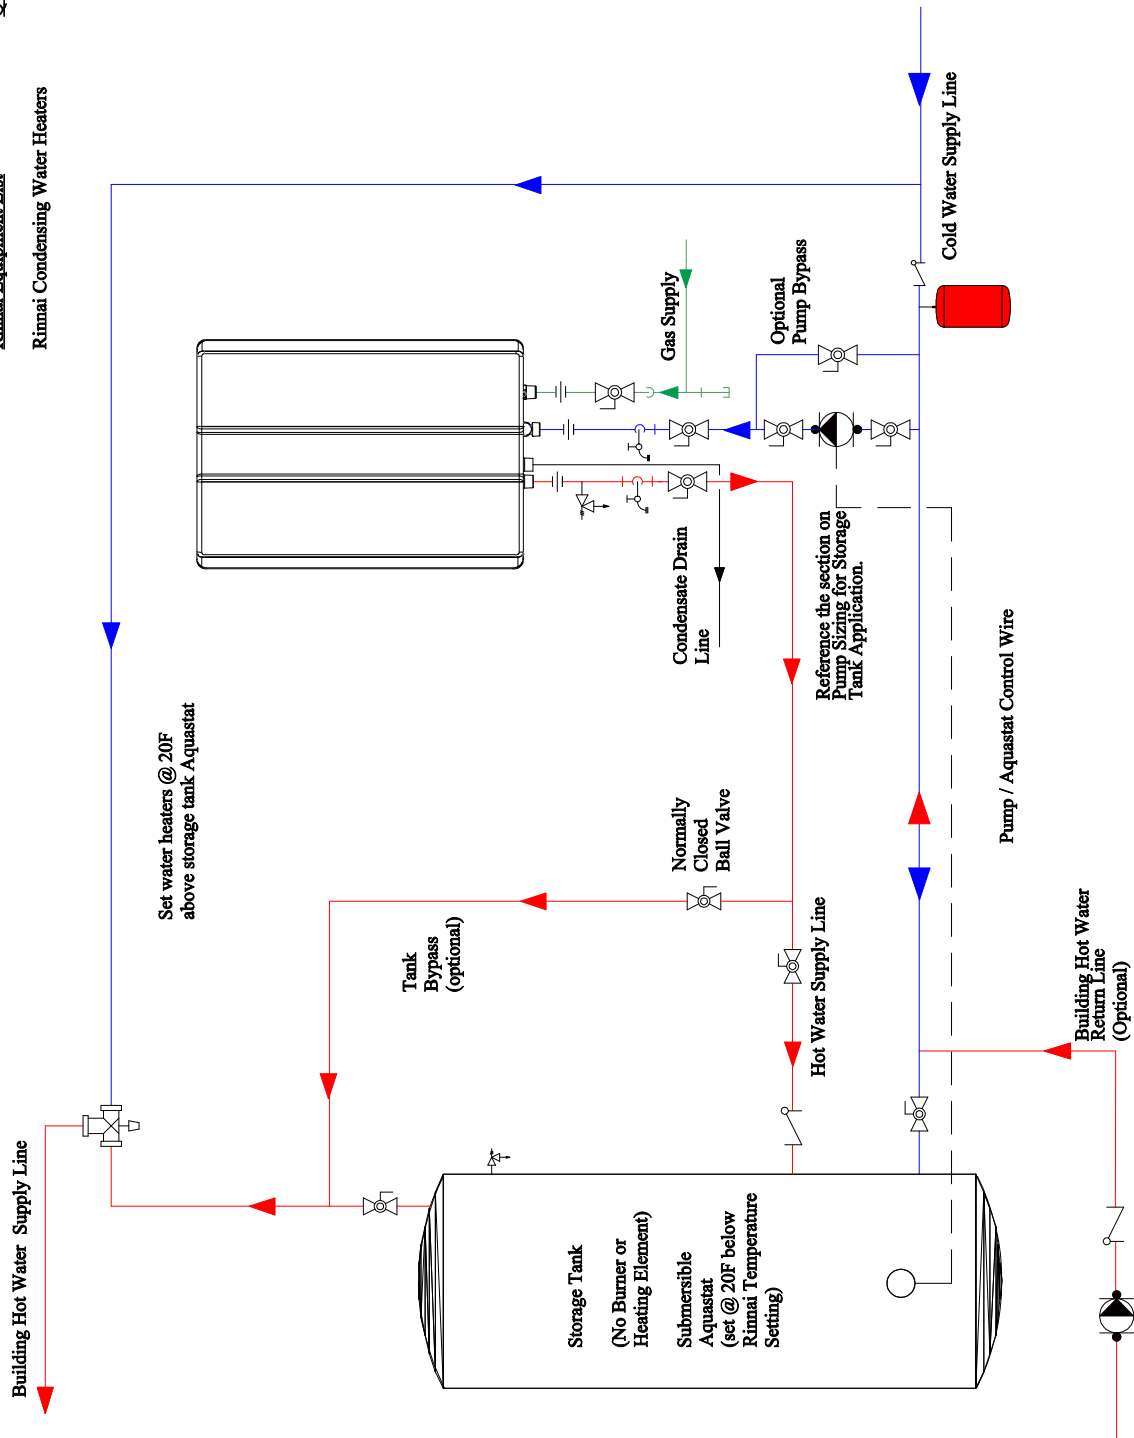 Rinnai Equipment List
Rinnai Condensing Water Heaters
Cold Water Supply Line
Gas Supply
Optional
Pump Bypass
Condensate Drain
Line
Reference the section on
Pump Sizing for Storage
Tank Application.
Pump / Aquastat Control Wire
Set water heaters @ 20F
above storage tank Aquastat
Normally
Closed
Ball Valve
Tank
Bypass
(optional)
Hot Water Supply Line
Building Hot Water
Return Line
(Optional)
Building Hot Water Supply Line
Storage Tank
(No Burner or
Heating Element)
Submersible
Aquastat
(set @ 20F below
Rinnai Temperature
Setting)